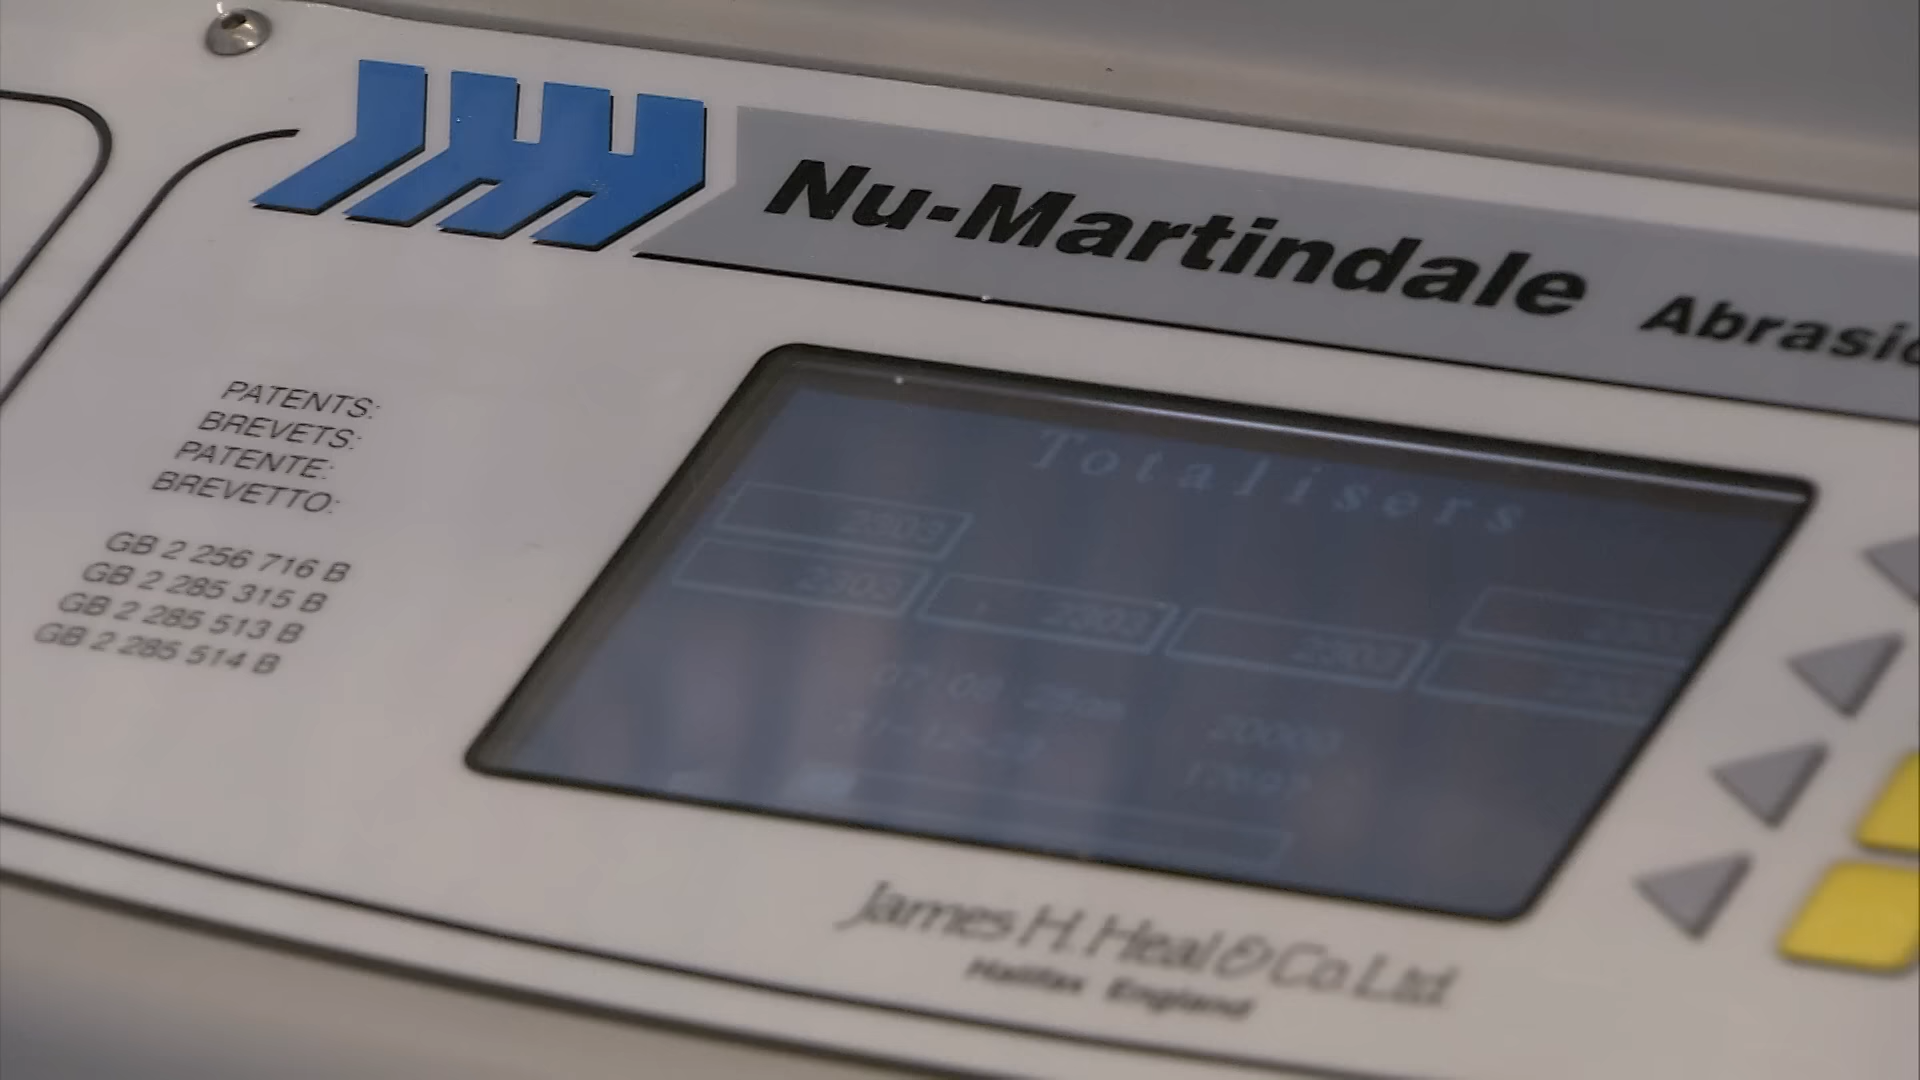 Nu-Martindale Abrasio
PATENTS:
BREVETS:
PATENTE:
BREVETTO:
GB 2 256 716 B
GB 2 285 315 B
GB 2 285 513 B
GB 2 285 514 B
Totalisers
2303
2303 2303 2303
20000
James H. Heal & Co. Ltd
Halifax England